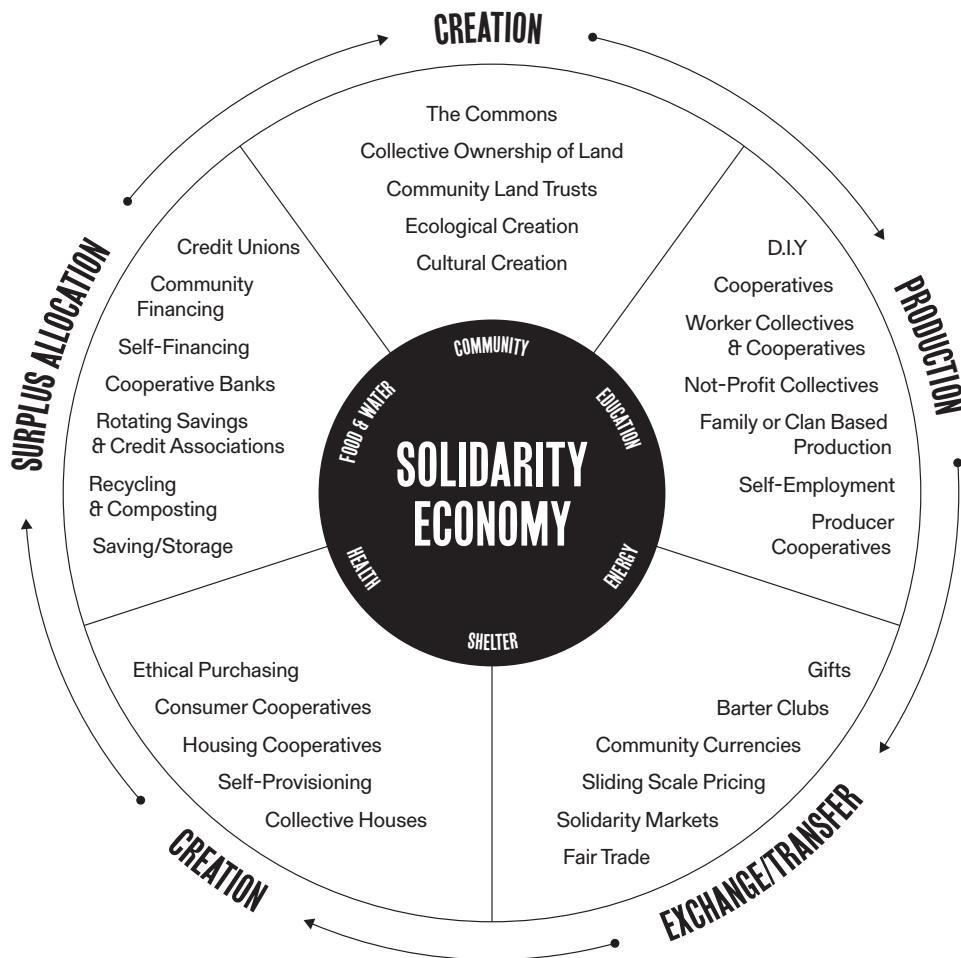 CREATION
The Commons
Collective Ownership of Land
Community Land Trusts
Ecological Creation
Cultural Creation
PRODUCTION
D.I.Y
Cooperatives
Worker Collectives
& Cooperatives
Not-Profit Collectives
Family or Clan Based
Production
Self-Employment
Producer
Cooperatives
EXCHANGE/TRANSFER
Gifts
Barter Clubs
Community Currencies
Sliding Scale Pricing
Solidarity Markets
Fair Trade
CREATION
Ethical Purchasing
Consumer Cooperatives
Housing Cooperatives
Self-Provisioning
Collective Houses
SURPLUS ALLOCATION
Credit Unions
Community
Financing
Self-Financing
Cooperative Banks
Rotating Savings
& Credit Associations
Recycling
& Composting
Saving/Storage
SOLIDARITY
ECONOMY
COMMUNITY
EDUCATION
ENERGY
SHELTER
HEALTH
FOOD & WATER